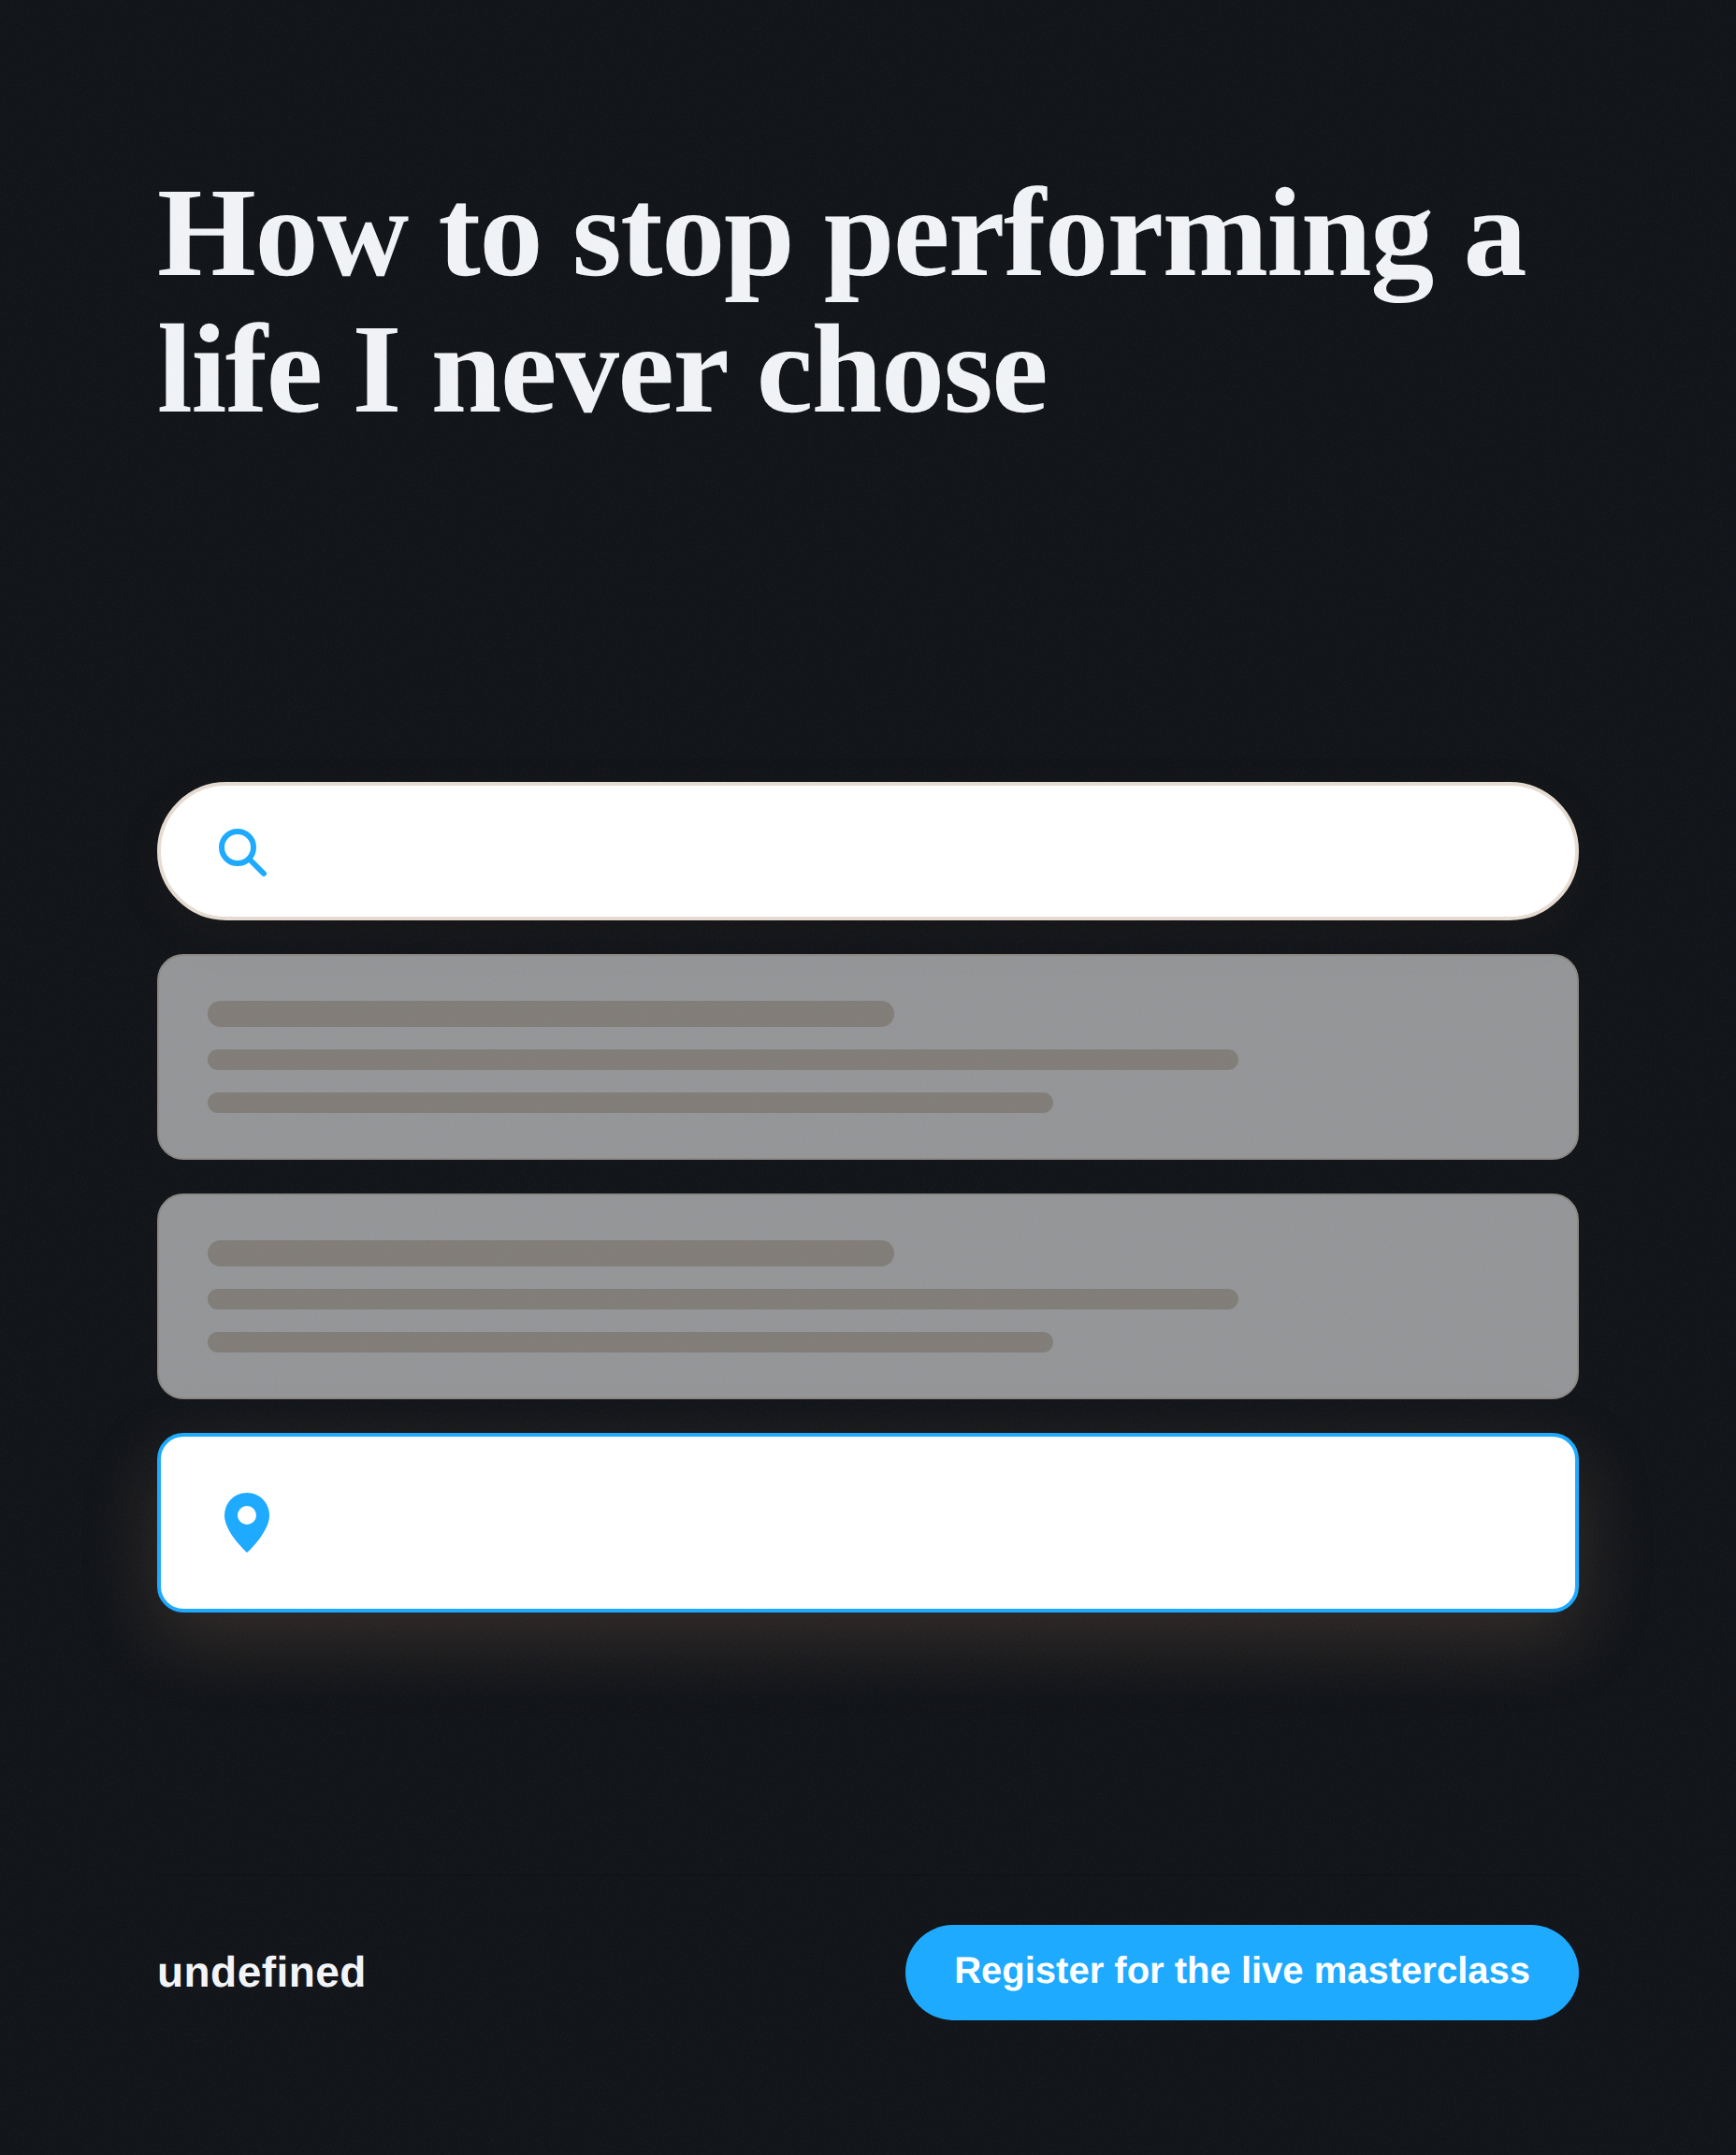 How to stop performing a
life I never chose
undefined
Register for the live masterclass